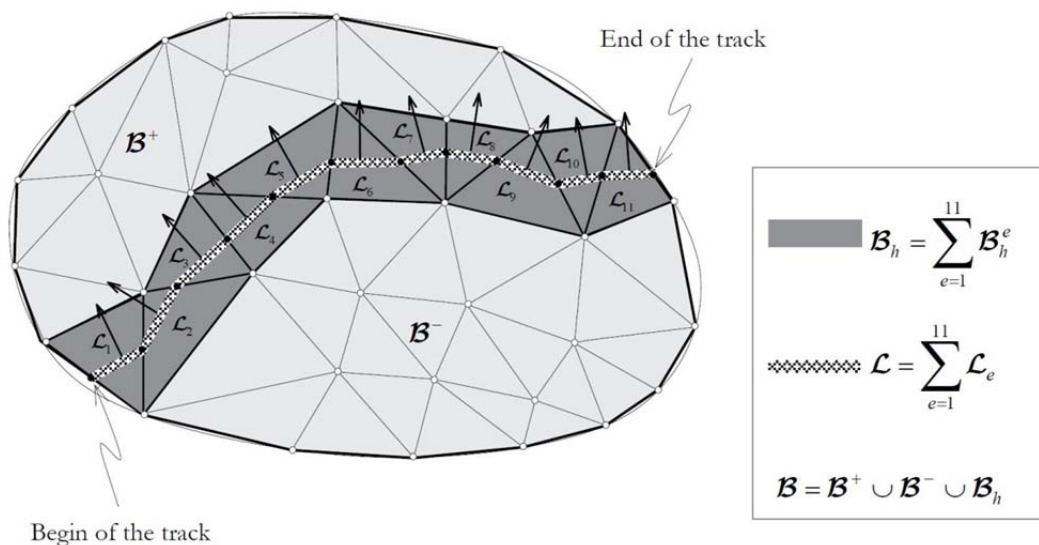 End of the track
𝓑⁺
𝓛₇
𝓛₈
𝓛₁₀
𝓛₅
𝓛₆
𝓛₉
𝓛₁₁
𝓛₃
𝓛₄
𝓛₁
𝓛₂
𝓑⁻
Begin of the track
11
𝓑ₕ = ∑ 𝓑ₕᵉ
e=1
11
𝓛 = ∑ 𝓛ₑ
e=1
𝓑 = 𝓑⁺ ∪ 𝓑⁻ ∪ 𝓑ₕ